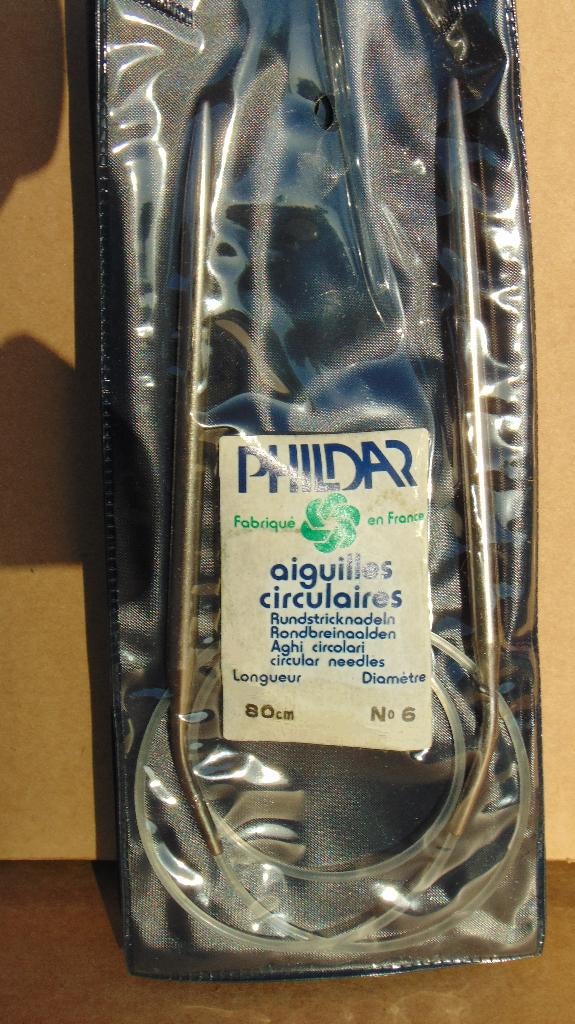 PHILDAR
Fabriqué en France
aiguilles
circulaires
Rundstricknadeln
Rondbreinaalden
Aghi circolari
circular needles
Longueur Diamètre
80cm No 6